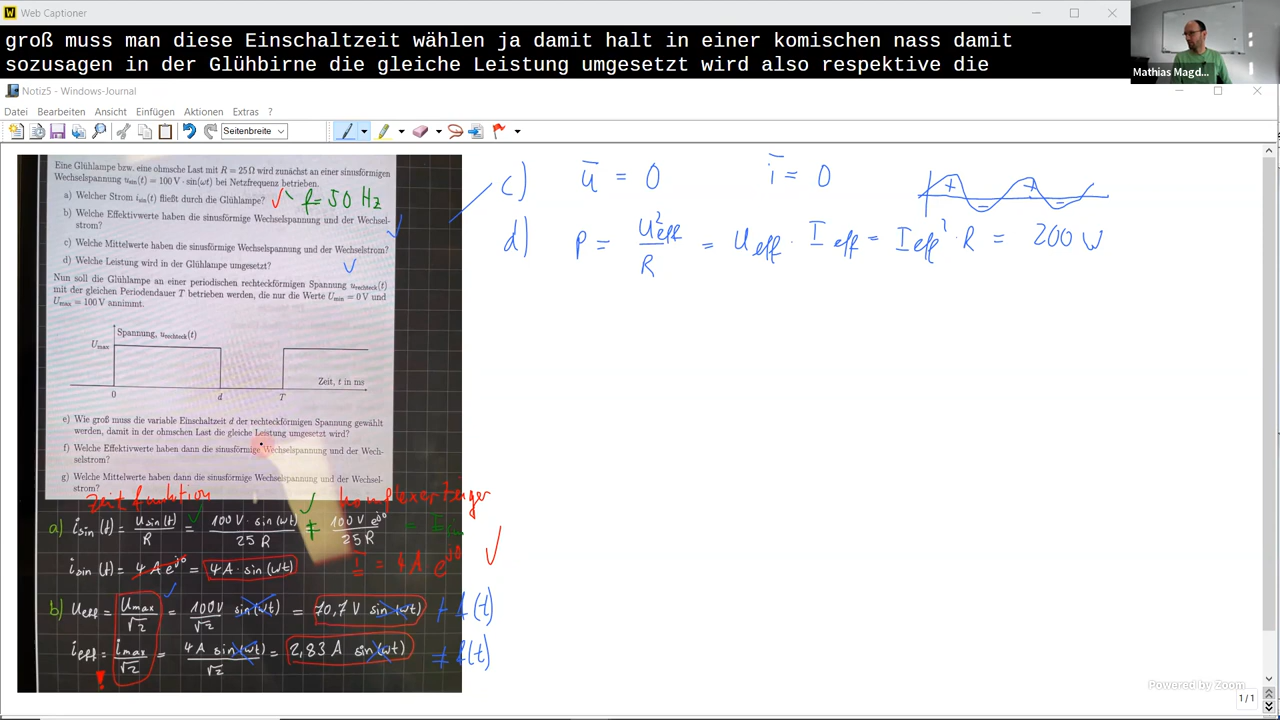 Web Captioner
groß muss man diese Einschaltzeit wählen ja damit halt in einer komischen nass damit
sozusagen in der Glühbirne die gleiche Leistung umgesetzt wird also respektive die
Mathias Magd...
Notiz5 - Windows-Journal
Datei Bearbeiten Ansicht Einfügen Aktionen Extras ?
Seitenbreite
Eine Glühlampe bzw. eine ohmsche Last mit R = 25 Ω wird zunächst an einer sinusförmigen
Wechselspannung u_sin(t) = 100 V · sin(ωt) bei Netzfrequenz betrieben.
a) Welcher Strom i_sin(t) fließt durch die Glühlampe? ✓ f = 50 Hz
b) Welche Effektivwerte haben die sinusförmige Wechselspannung und der Wechsel-
strom?
c) Welche Mittelwerte haben die sinusförmige Wechselspannung und der Wechselstrom?
d) Welche Leistung wird in der Glühlampe umgesetzt? ✓
Nun soll die Glühlampe an einer periodischen rechteckförmigen Spannung u_rechteck(t)
mit der gleichen Periodendauer T betrieben werden, die nur die Werte U_min = 0 V und
U_max = 100 V annimmt.
Spannung, u_rechteck(t)
U_max
Zeit, t in ms
0 d T
e) Wie groß muss die variable Einschaltzeit d der rechteckförmigen Spannung gewählt
werden, damit in der ohmschen Last die gleiche Leistung umgesetzt wird?
f) Welche Effektivwerte haben dann die sinusförmige Wechselspannung und der Wech-
selstrom?
g) Welche Mittelwerte haben dann die sinusförmige Wechselspannung und der Wechsel-
strom?
Zeitfunktion ✓ komplexer Zeiger
a) i_sin(t) = u_sin(t)/R = 100 V · sin(ωt)/25 R ≠ 100 V e^j0/25 R
i_sin(t) = 4 A e^j0 = 4 A · sin(ωt) I = 4 A e^j0 ✓
b) U_eff = U_max/√2 = 100V/√2 sin(ωt) = 70,7 V sin(ωt) ≠ f(t)
i_eff = i_max/√2 = 4 A sin(ωt)/√2 = 2,83 A sin(ωt) ≠ f(t)
!
c) ū = 0 ī = 0
+ − + −
d) P = U²eff/R = U_eff · I_eff = I_eff² · R = 200 W
Powered by Zoom
1 / 1